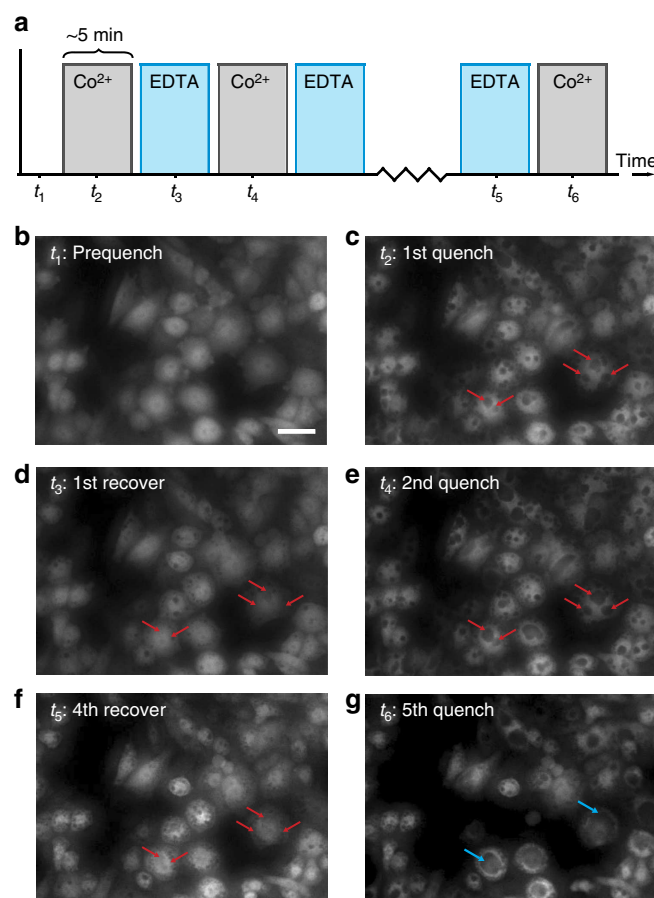 a
~5 min
Co²⁺ EDTA Co²⁺ EDTA EDTA Co²⁺
Time
t₁ t₂ t₃ t₄ t₅ t₆
b c
t₁: Prequench t₂: 1st quench
d e
t₃: 1st recover t₄: 2nd quench
f g
t₅: 4th recover t₆: 5th quench